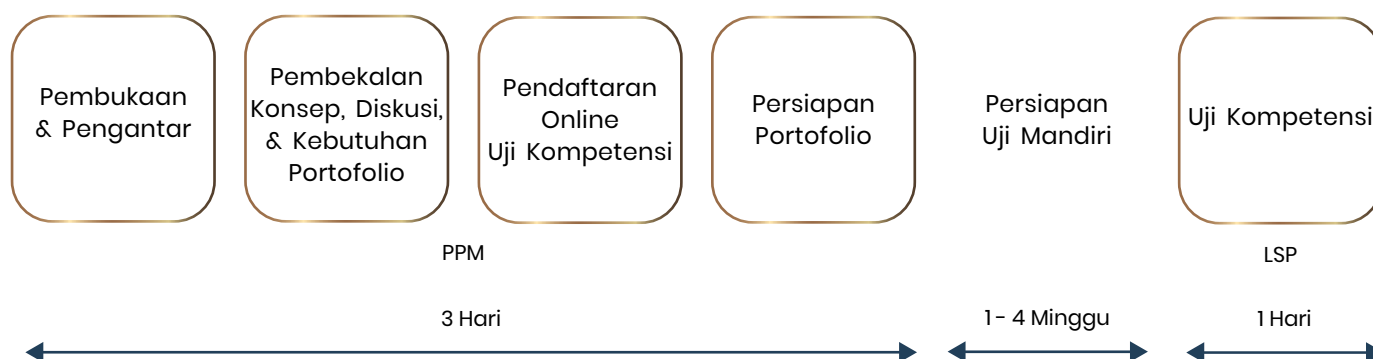 Pembukaan
& Pengantar
Pembekalan
Konsep, Diskusi,
& Kebutuhan
Portofolio
Pendaftaran
Online
Uji Kompetensi
Persiapan
Portofolio
Persiapan
Uji Mandiri
Uji Kompetensi
PPM
LSP
3 Hari
1 - 4 Minggu
1 Hari